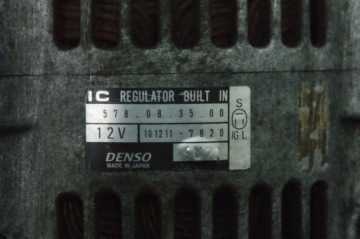 IC REGULATOR BUILT IN
578.08.35.00
12V 101211-7820
DENSO
MADE IN JAPAN
S
IG L